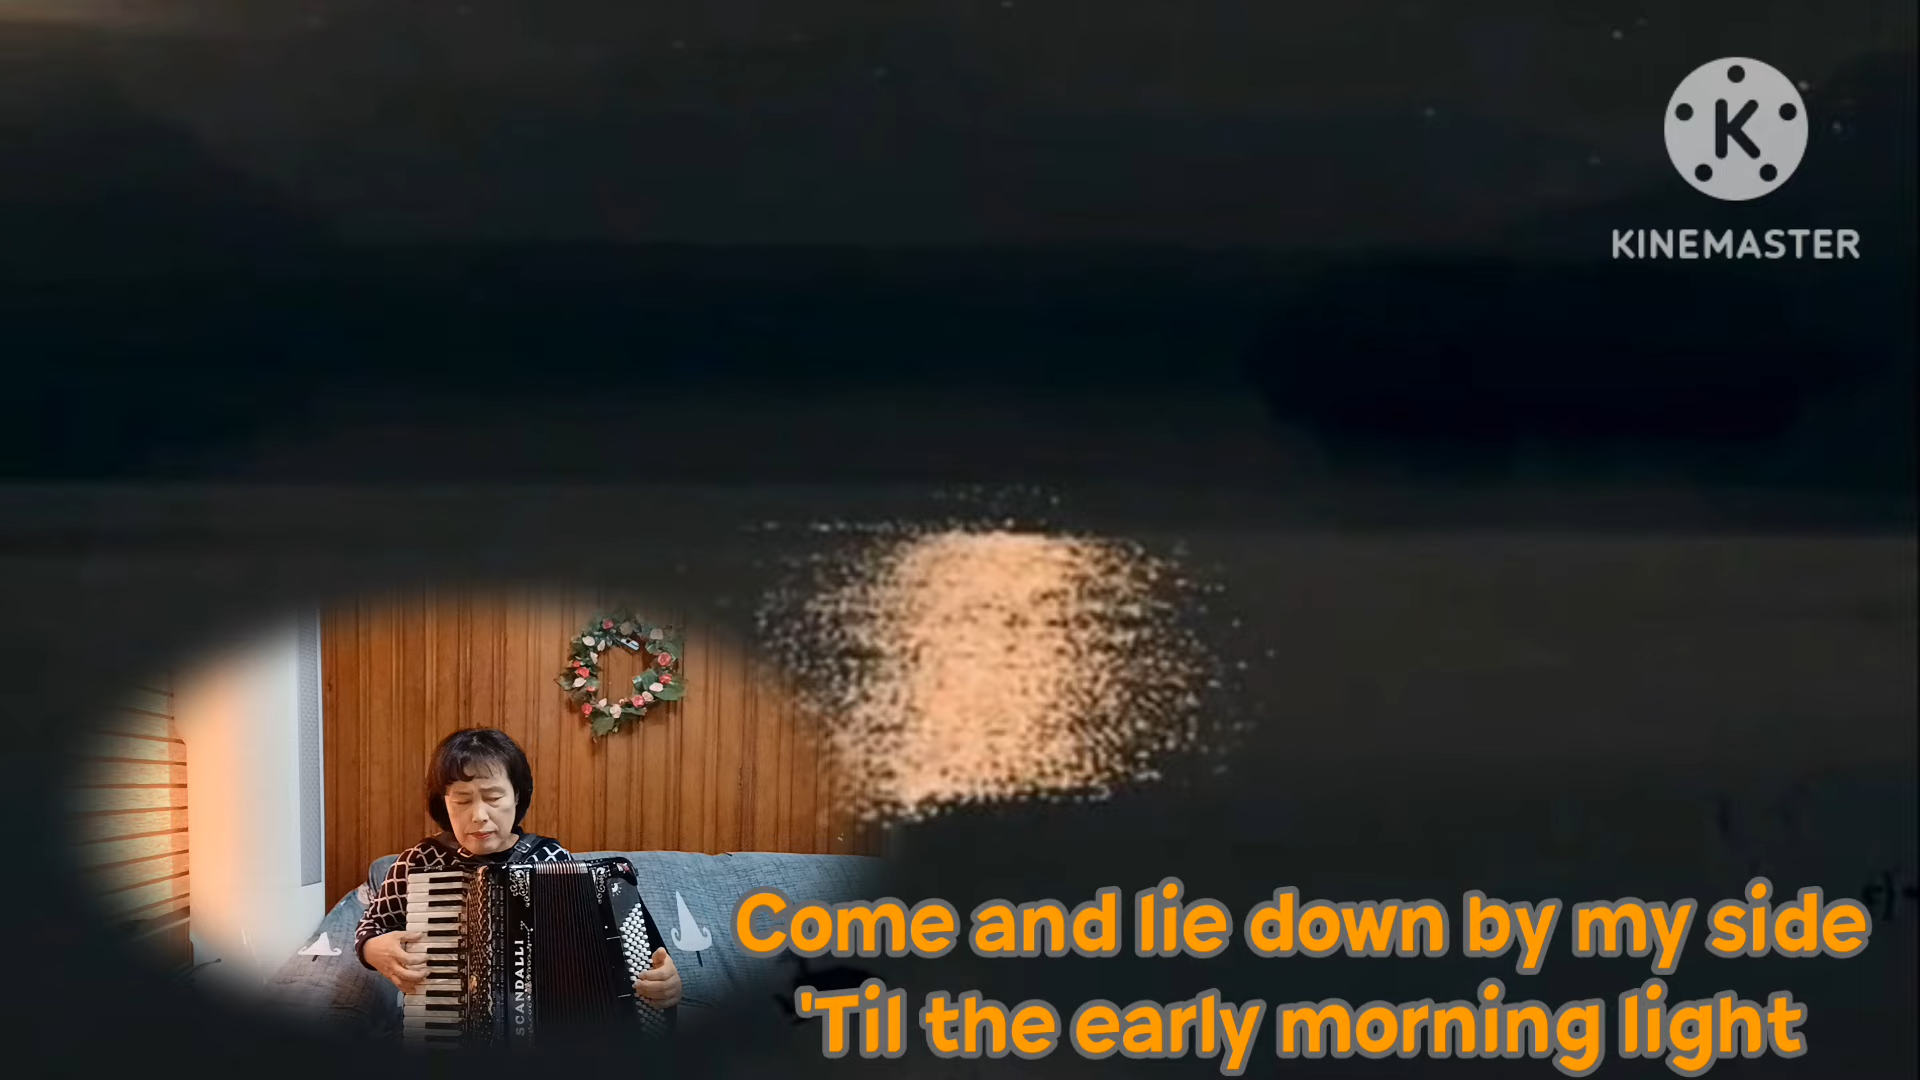 K
KINEMASTER
SCANDALLI
Come and lie down by my side
'Til the early morning light